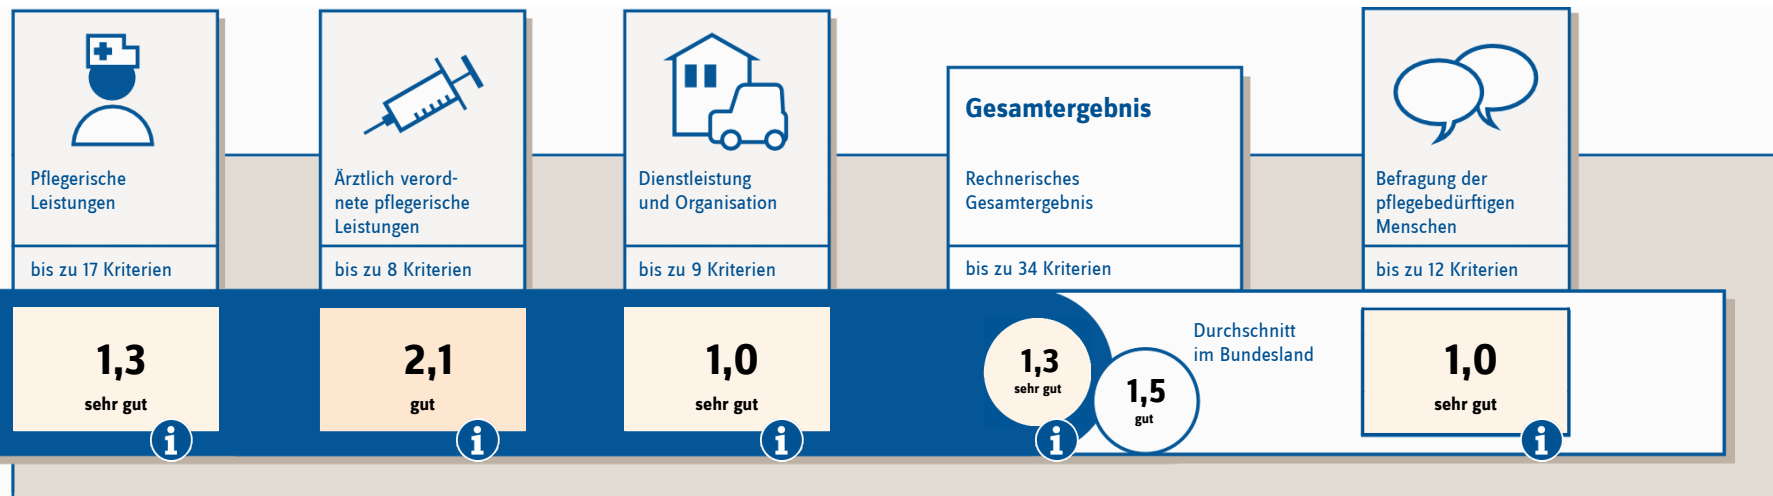 Pflegerische
Leistungen
bis zu 17 Kriterien
1,3
sehr gut
i
Ärztlich verord-
nete pflegerische
Leistungen
bis zu 8 Kriterien
2,1
gut
i
Dienstleistung
und Organisation
bis zu 9 Kriterien
1,0
sehr gut
i
Gesamtergebnis
Rechnerisches
Gesamtergebnis
bis zu 34 Kriterien
1,3
sehr gut
i
1,5
gut
Durchschnitt
im Bundesland
Befragung der
pflegebedürftigen
Menschen
bis zu 12 Kriterien
1,0
sehr gut
i